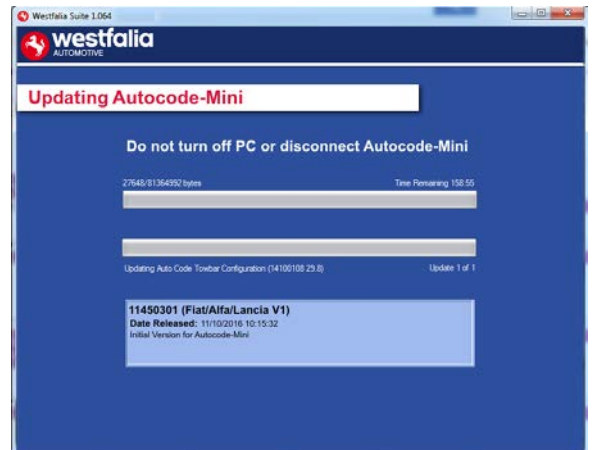 Westfalia Suite 1.064
westfalia
AUTOMOTIVE
Updating Autocode-Mini
Do not turn off PC or disconnect Autocode-Mini
27648/81364992 bytes Time Remaining 158:55
Updating Auto Code Towbar Configuration (14100108 29.8) Update 1 of 1
11450301 (Fiat/Alfa/Lancia V1)
Date Released: 11/10/2016 10:15:32
Initial Version for Autocode-Mini